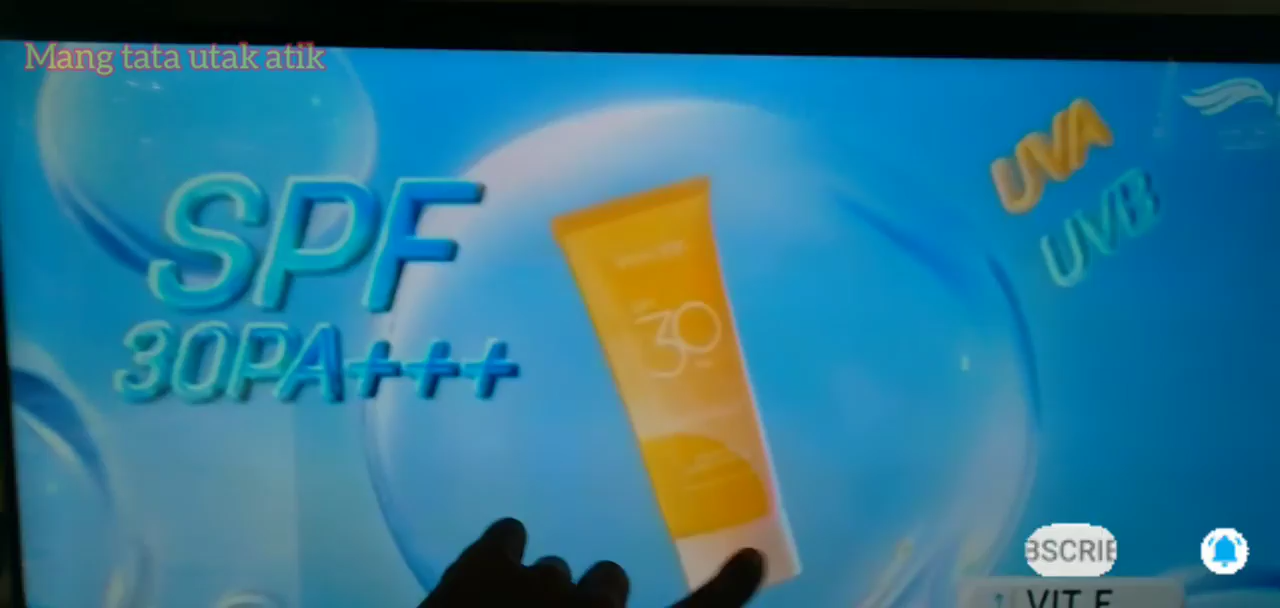 Mang tata utak atik
UVA
UVB
SPF
30PA+++
30
BSCRIB
VIT E